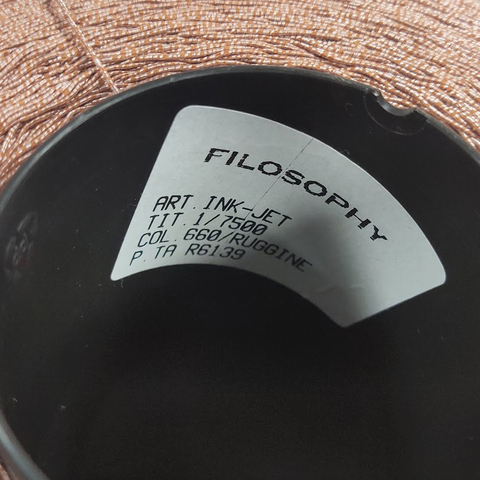 FILOSOPHY
ART. INK-JET
TIT. 1/7500
COL. 660/RUGGINE
P.TA R6139